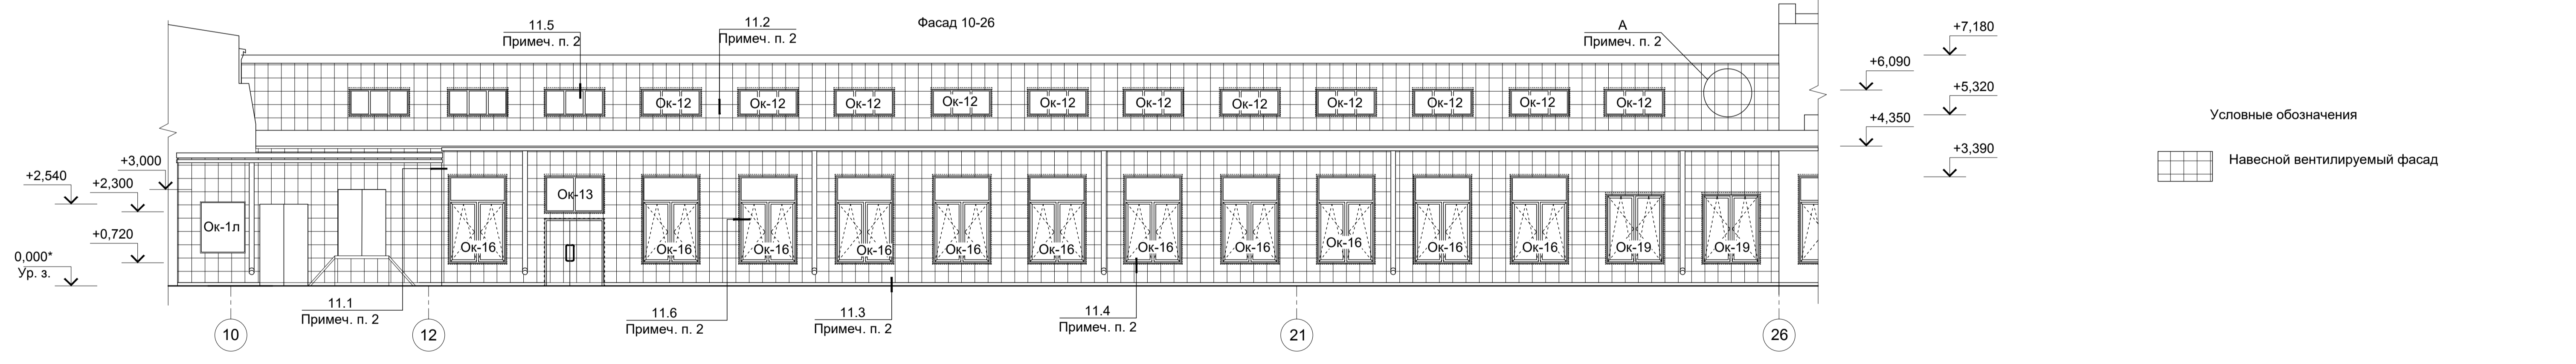 Фасад 10-26
11.5
Примеч. п. 2
11.2
Примеч. п. 2
А
Примеч. п. 2
+7,180
+6,090
+5,320
+4,350
+3,390
Условные обозначения
Навесной вентилируемый фасад
Ок-12
Ок-12
Ок-12
Ок-12
Ок-12
Ок-12
Ок-12
Ок-12
Ок-12
Ок-12
Ок-12
+3,000
+2,540
+2,300
+0,720
0,000*
Ур. з.
Ок-1л
Ок-13
Ок-16
Ок-16
Ок-16
Ок-16
Ок-16
Ок-16
Ок-16
Ок-16
Ок-16
Ок-16
Ок-16
Ок-19
Ок-19
11.1
Примеч. п. 2
11.6
Примеч. п. 2
11.3
Примеч. п. 2
11.4
Примеч. п. 2
10
12
21
26